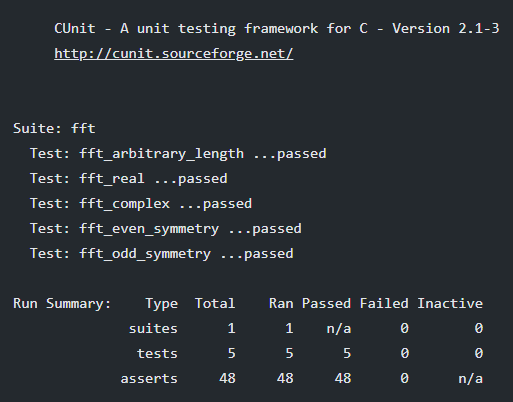 CUnit - A unit testing framework for C - Version 2.1-3
http://cunit.sourceforge.net/
Suite: fft
Test: fft_arbitrary_length ...passed
Test: fft_real ...passed
Test: fft_complex ...passed
Test: fft_even_symmetry ...passed
Test: fft_odd_symmetry ...passed
Run Summary: Type Total Ran Passed Failed Inactive
suites 1 1 n/a 0 0
tests 5 5 5 0 0
asserts 48 48 48 0 n/a